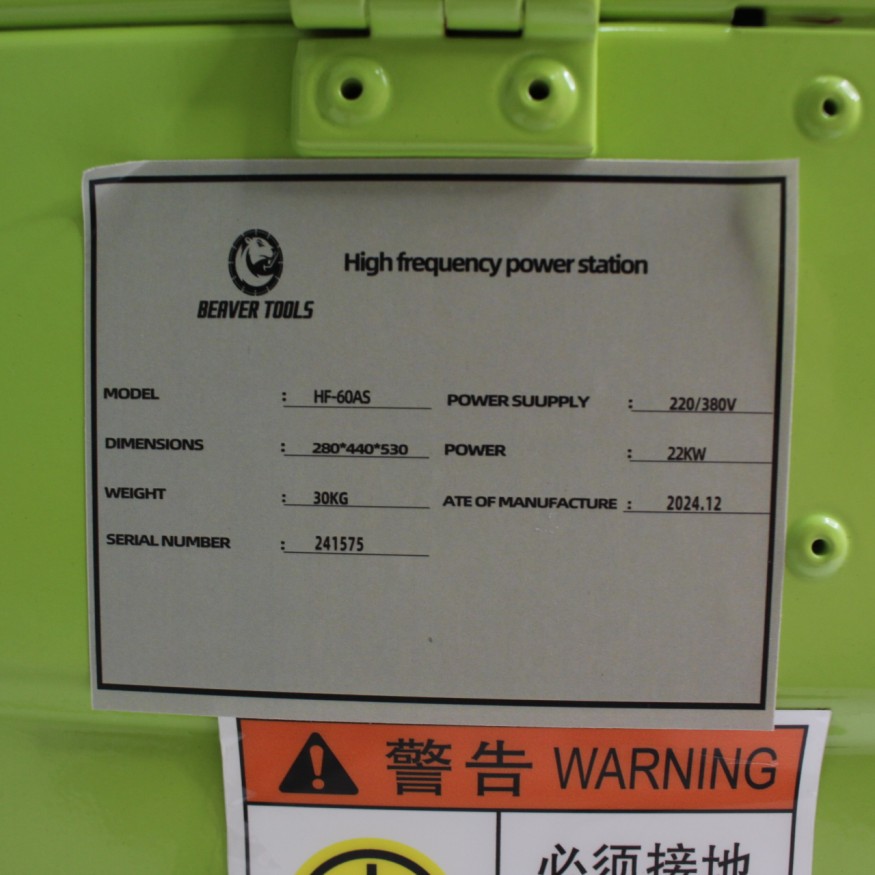 High frequency power station
BEAVER TOOLS
MODEL : HF-60AS
POWER SUUPPLY : 220/380V
DIMENSIONS : 280*440*530
POWER : 22KW
WEIGHT : 30KG
ATE OF MANUFACTURE : 2024.12
SERIAL NUMBER : 241575
警告 WARNING
必须接地